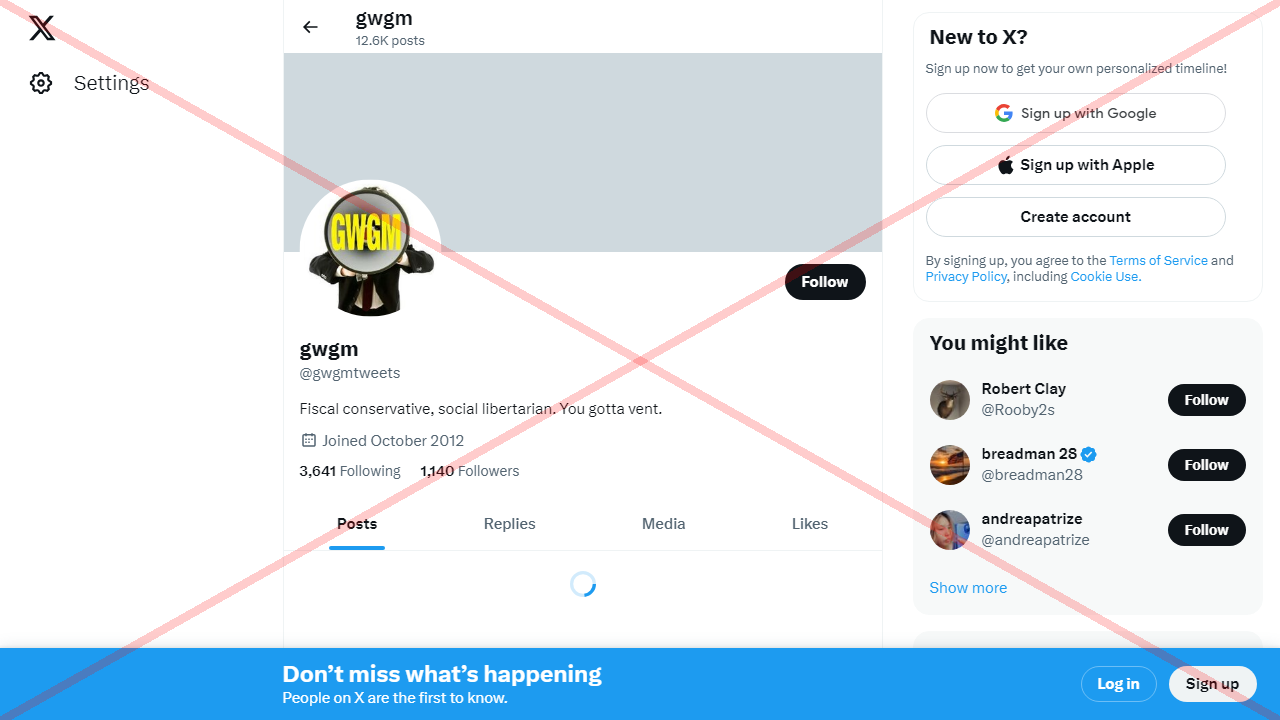 gwgm
12.6K posts
Settings
GWGM
Follow
gwgm
@gwgmtweets
Fiscal conservative, social libertarian. You gotta vent.
Joined October 2012
3,641 Following 1,140 Followers
Posts Replies Media Likes
New to X?
Sign up now to get your own personalized timeline!
Sign up with Google
Sign up with Apple
Create account
By signing up, you agree to the Terms of Service and
Privacy Policy, including Cookie Use.
You might like
Robert Clay
@Rooby2s
Follow
breadman 28
@breadman28
Follow
andreapatrize
@andreapatrize
Follow
Show more
Don’t miss what’s happening
People on X are the first to know.
Log in
Sign up